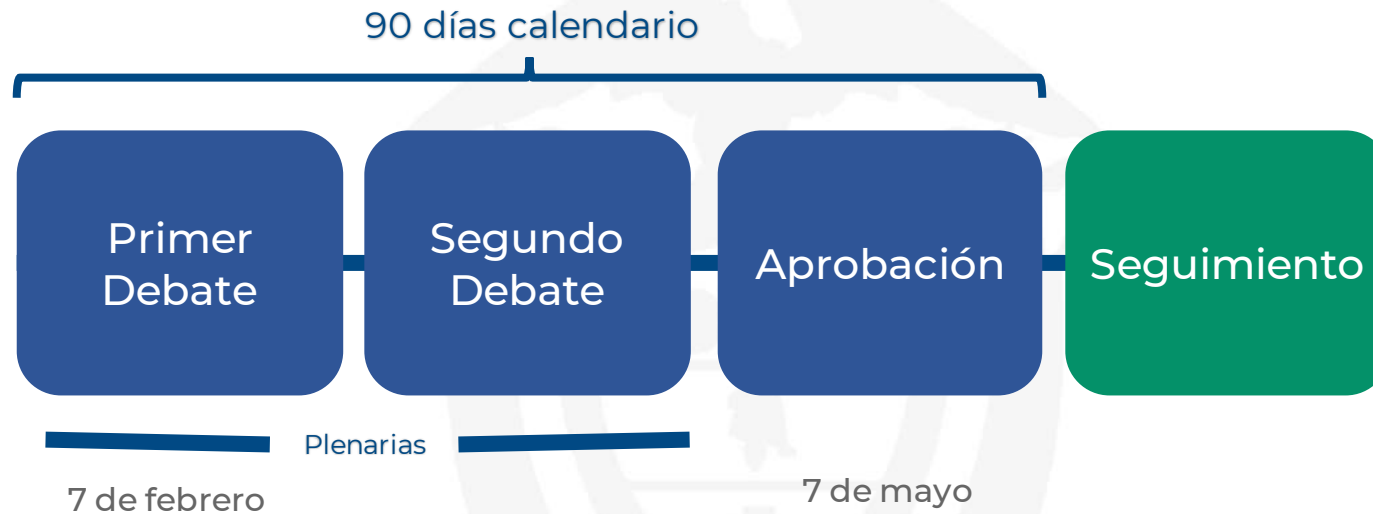 90 días calendario
Primer
Debate
Segundo
Debate
Aprobación
Seguimiento
Plenarias
7 de febrero
7 de mayo